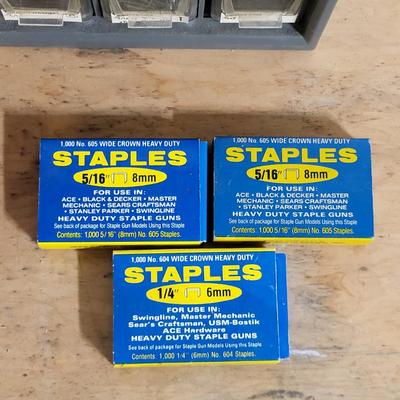 1,000 No. 605 WIDE CROWN HEAVY DUTY
STAPLES
5/16" 8mm
FOR USE IN:
ACE • BLACK & DECKER • MASTER
MECHANIC • SEARS CRAFTSMAN
• STANLEY PARKER • SWINGLINE
HEAVY DUTY STAPLE GUNS
See back of package for Staple Gun Models Using this Staple
Contents: 1,000 5/16" (8mm) No. 605 Staples.
1,000 No. 605 WIDE CROWN HEAVY DUTY
STAPLES
5/16" 8mm
FOR USE IN:
ACE • BLACK & DECKER • MASTER
MECHANIC • SEARS CRAFTSMAN
• STANLEY PARKER • SWINGLINE
HEAVY DUTY STAPLE GUNS
See back of package for Staple Gun Models Using this Staple
Contents: 1,000 5/16" (8mm) No. 605 Staples.
1,000 No. 604 WIDE CROWN HEAVY DUTY
STAPLES
1/4" 6mm
FOR USE IN:
Swingline, Master Mechanic
Sear's Craftsman, USM-Bostik
ACE Hardware
HEAVY DUTY STAPLE GUNS
See back of package for Staple Gun Models Using this Staple
Contents: 1,000 1/4" (6mm) No. 604 Staples.